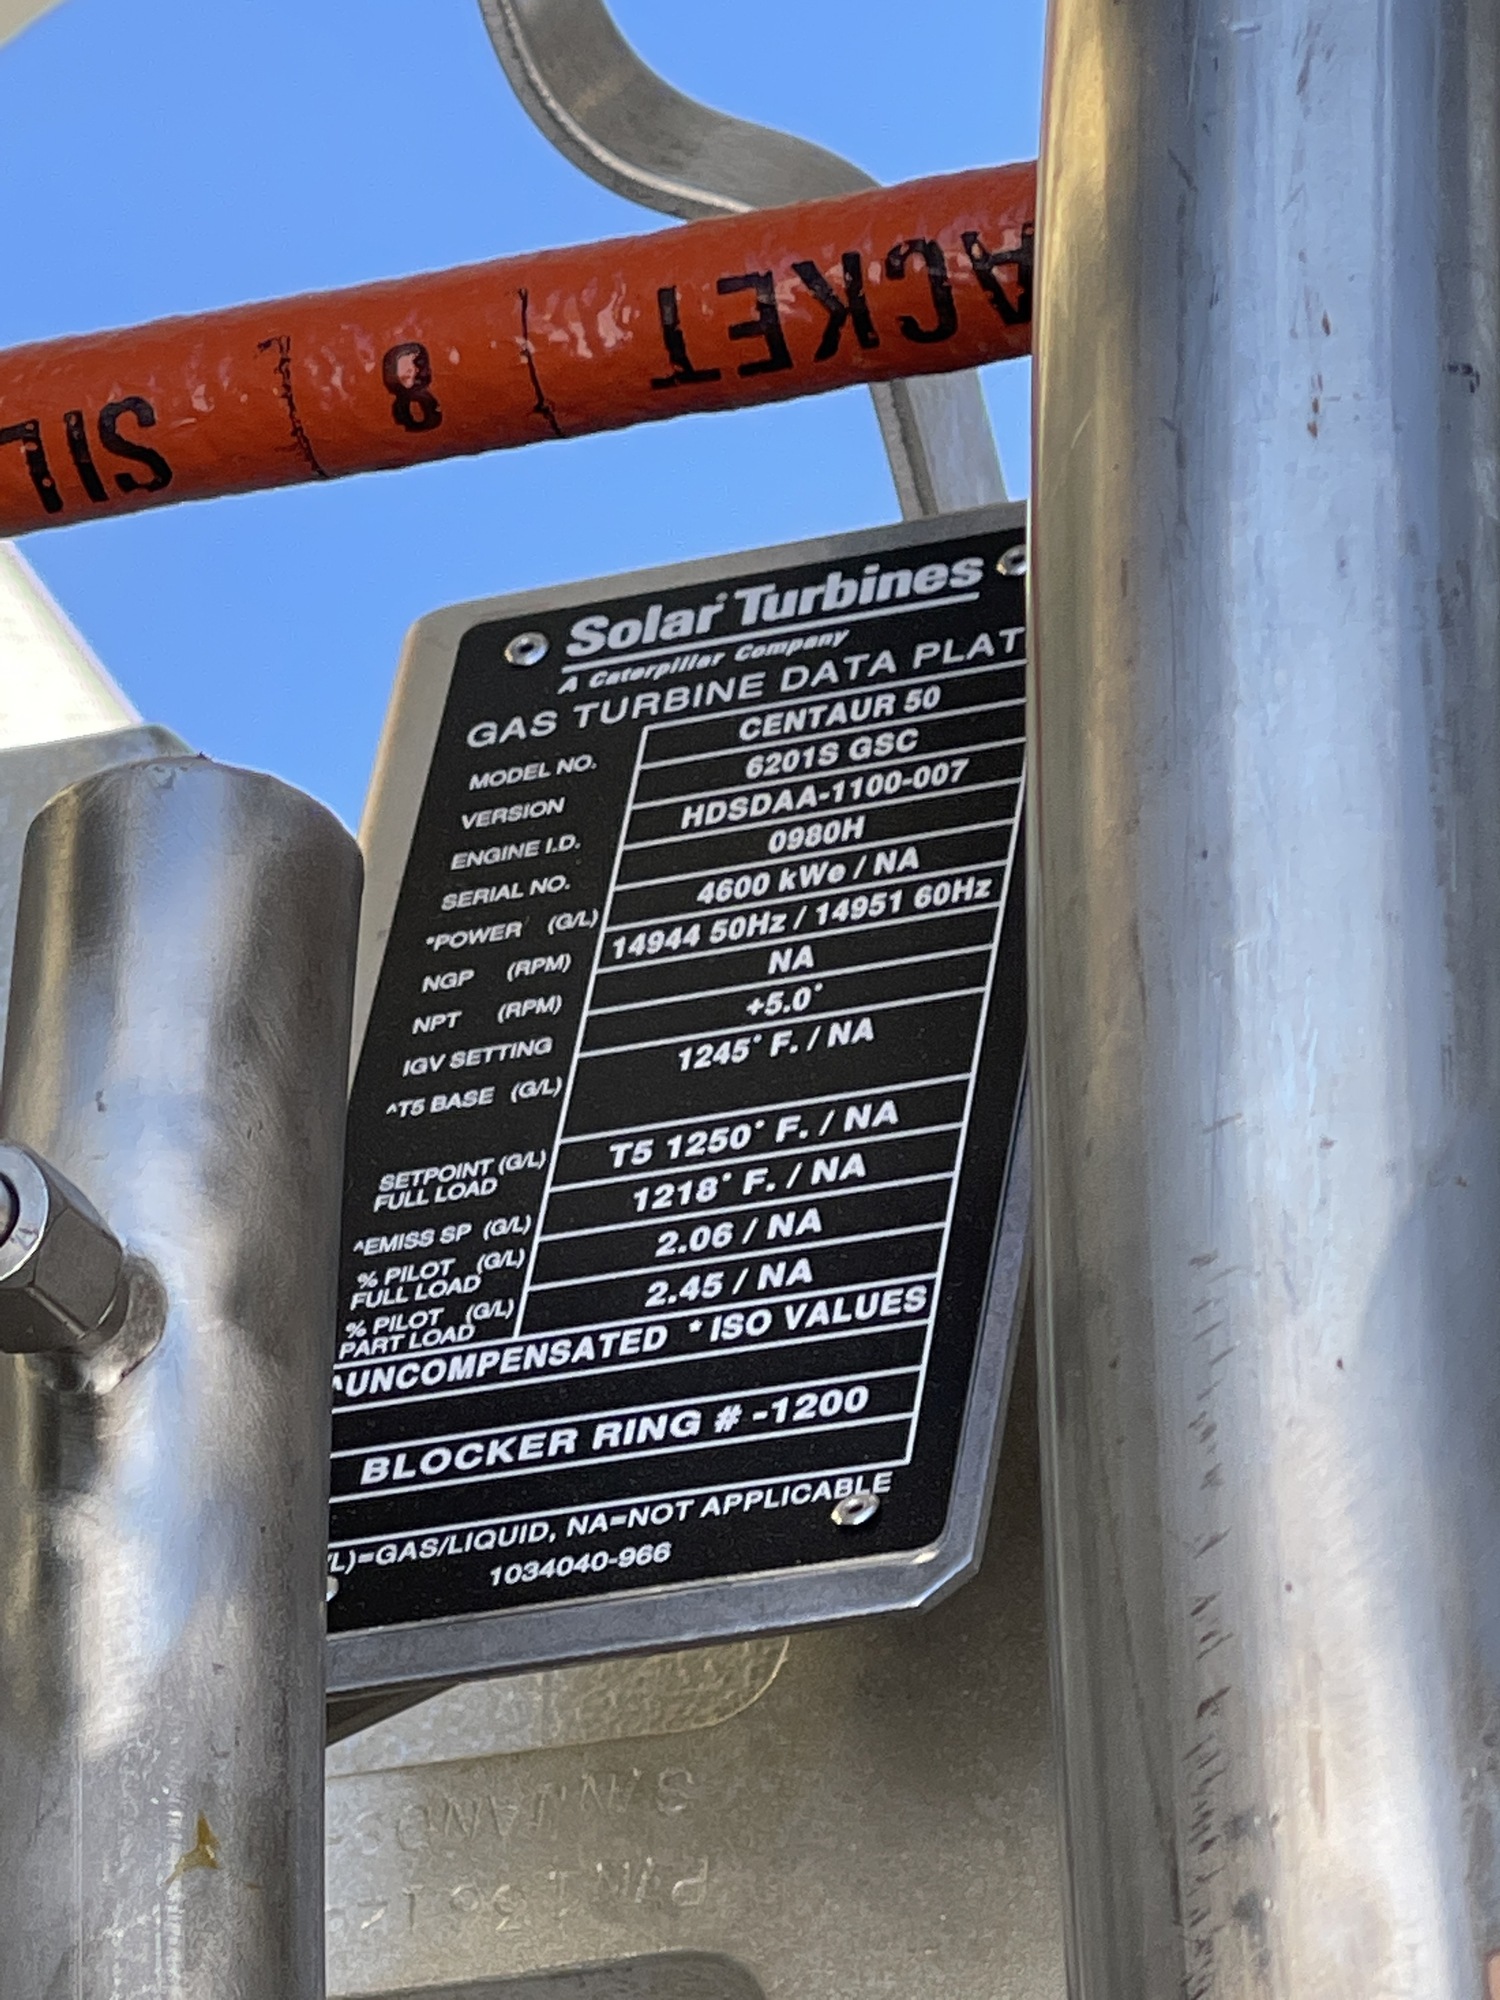 ACKET
8
SIL
Solar Turbines
A Caterpillar Company
GAS TURBINE DATA PLAT
MODEL NO. CENTAUR 50
VERSION 6201S GSC
ENGINE I.D. HDSDAA-1100-007
SERIAL NO. 0980H
*POWER (G/L) 4600 kWe / NA
NGP (RPM) 14944 50Hz / 14951 60Hz
NPT (RPM) NA
IGV SETTING +5.0°
^T5 BASE (G/L) 1245° F. / NA
SETPOINT (G/L) T5 1250° F. / NA
FULL LOAD
^EMISS SP (G/L) 1218° F. / NA
% PILOT (G/L) 2.06 / NA
FULL LOAD
% PILOT (G/L) 2.45 / NA
PART LOAD
^UNCOMPENSATED * ISO VALUES
BLOCKER RING # -1200
/L)=GAS/LIQUID, NA=NOT APPLICABLE
1034040-966